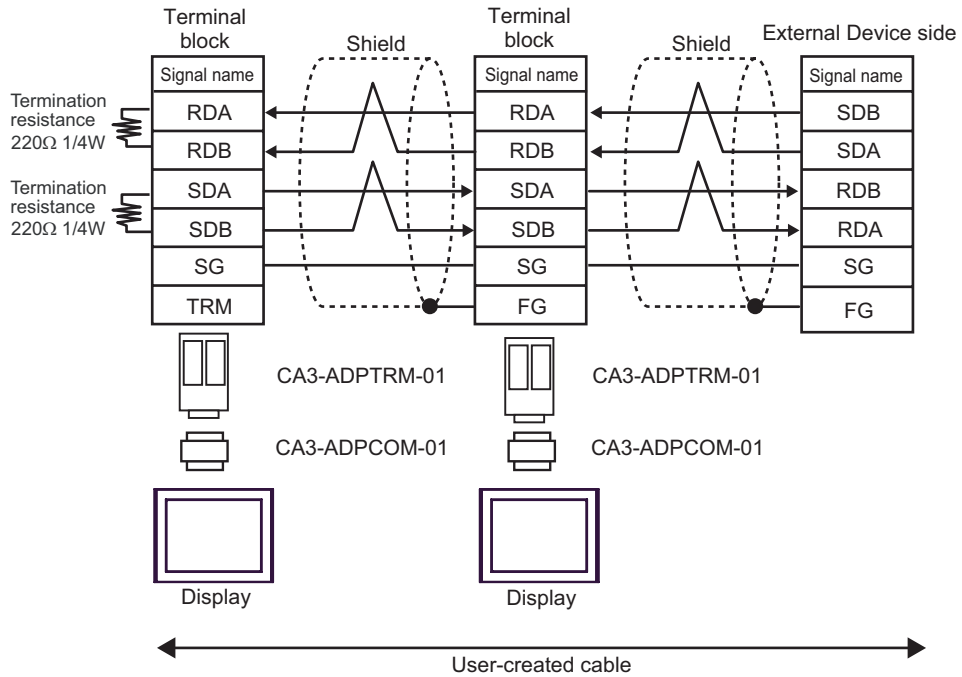 Terminal
block
Shield
Terminal
block
Shield
External Device side
Signal name
Signal name
Signal name
Termination
resistance
220Ω 1/4W
RDA
RDA
SDB
RDB
RDB
SDA
Termination
resistance
220Ω 1/4W
SDA
SDA
RDB
SDB
SDB
RDA
SG
SG
SG
TRM
FG
FG
CA3-ADPTRM-01
CA3-ADPTRM-01
CA3-ADPCOM-01
CA3-ADPCOM-01
Display
Display
User-created cable